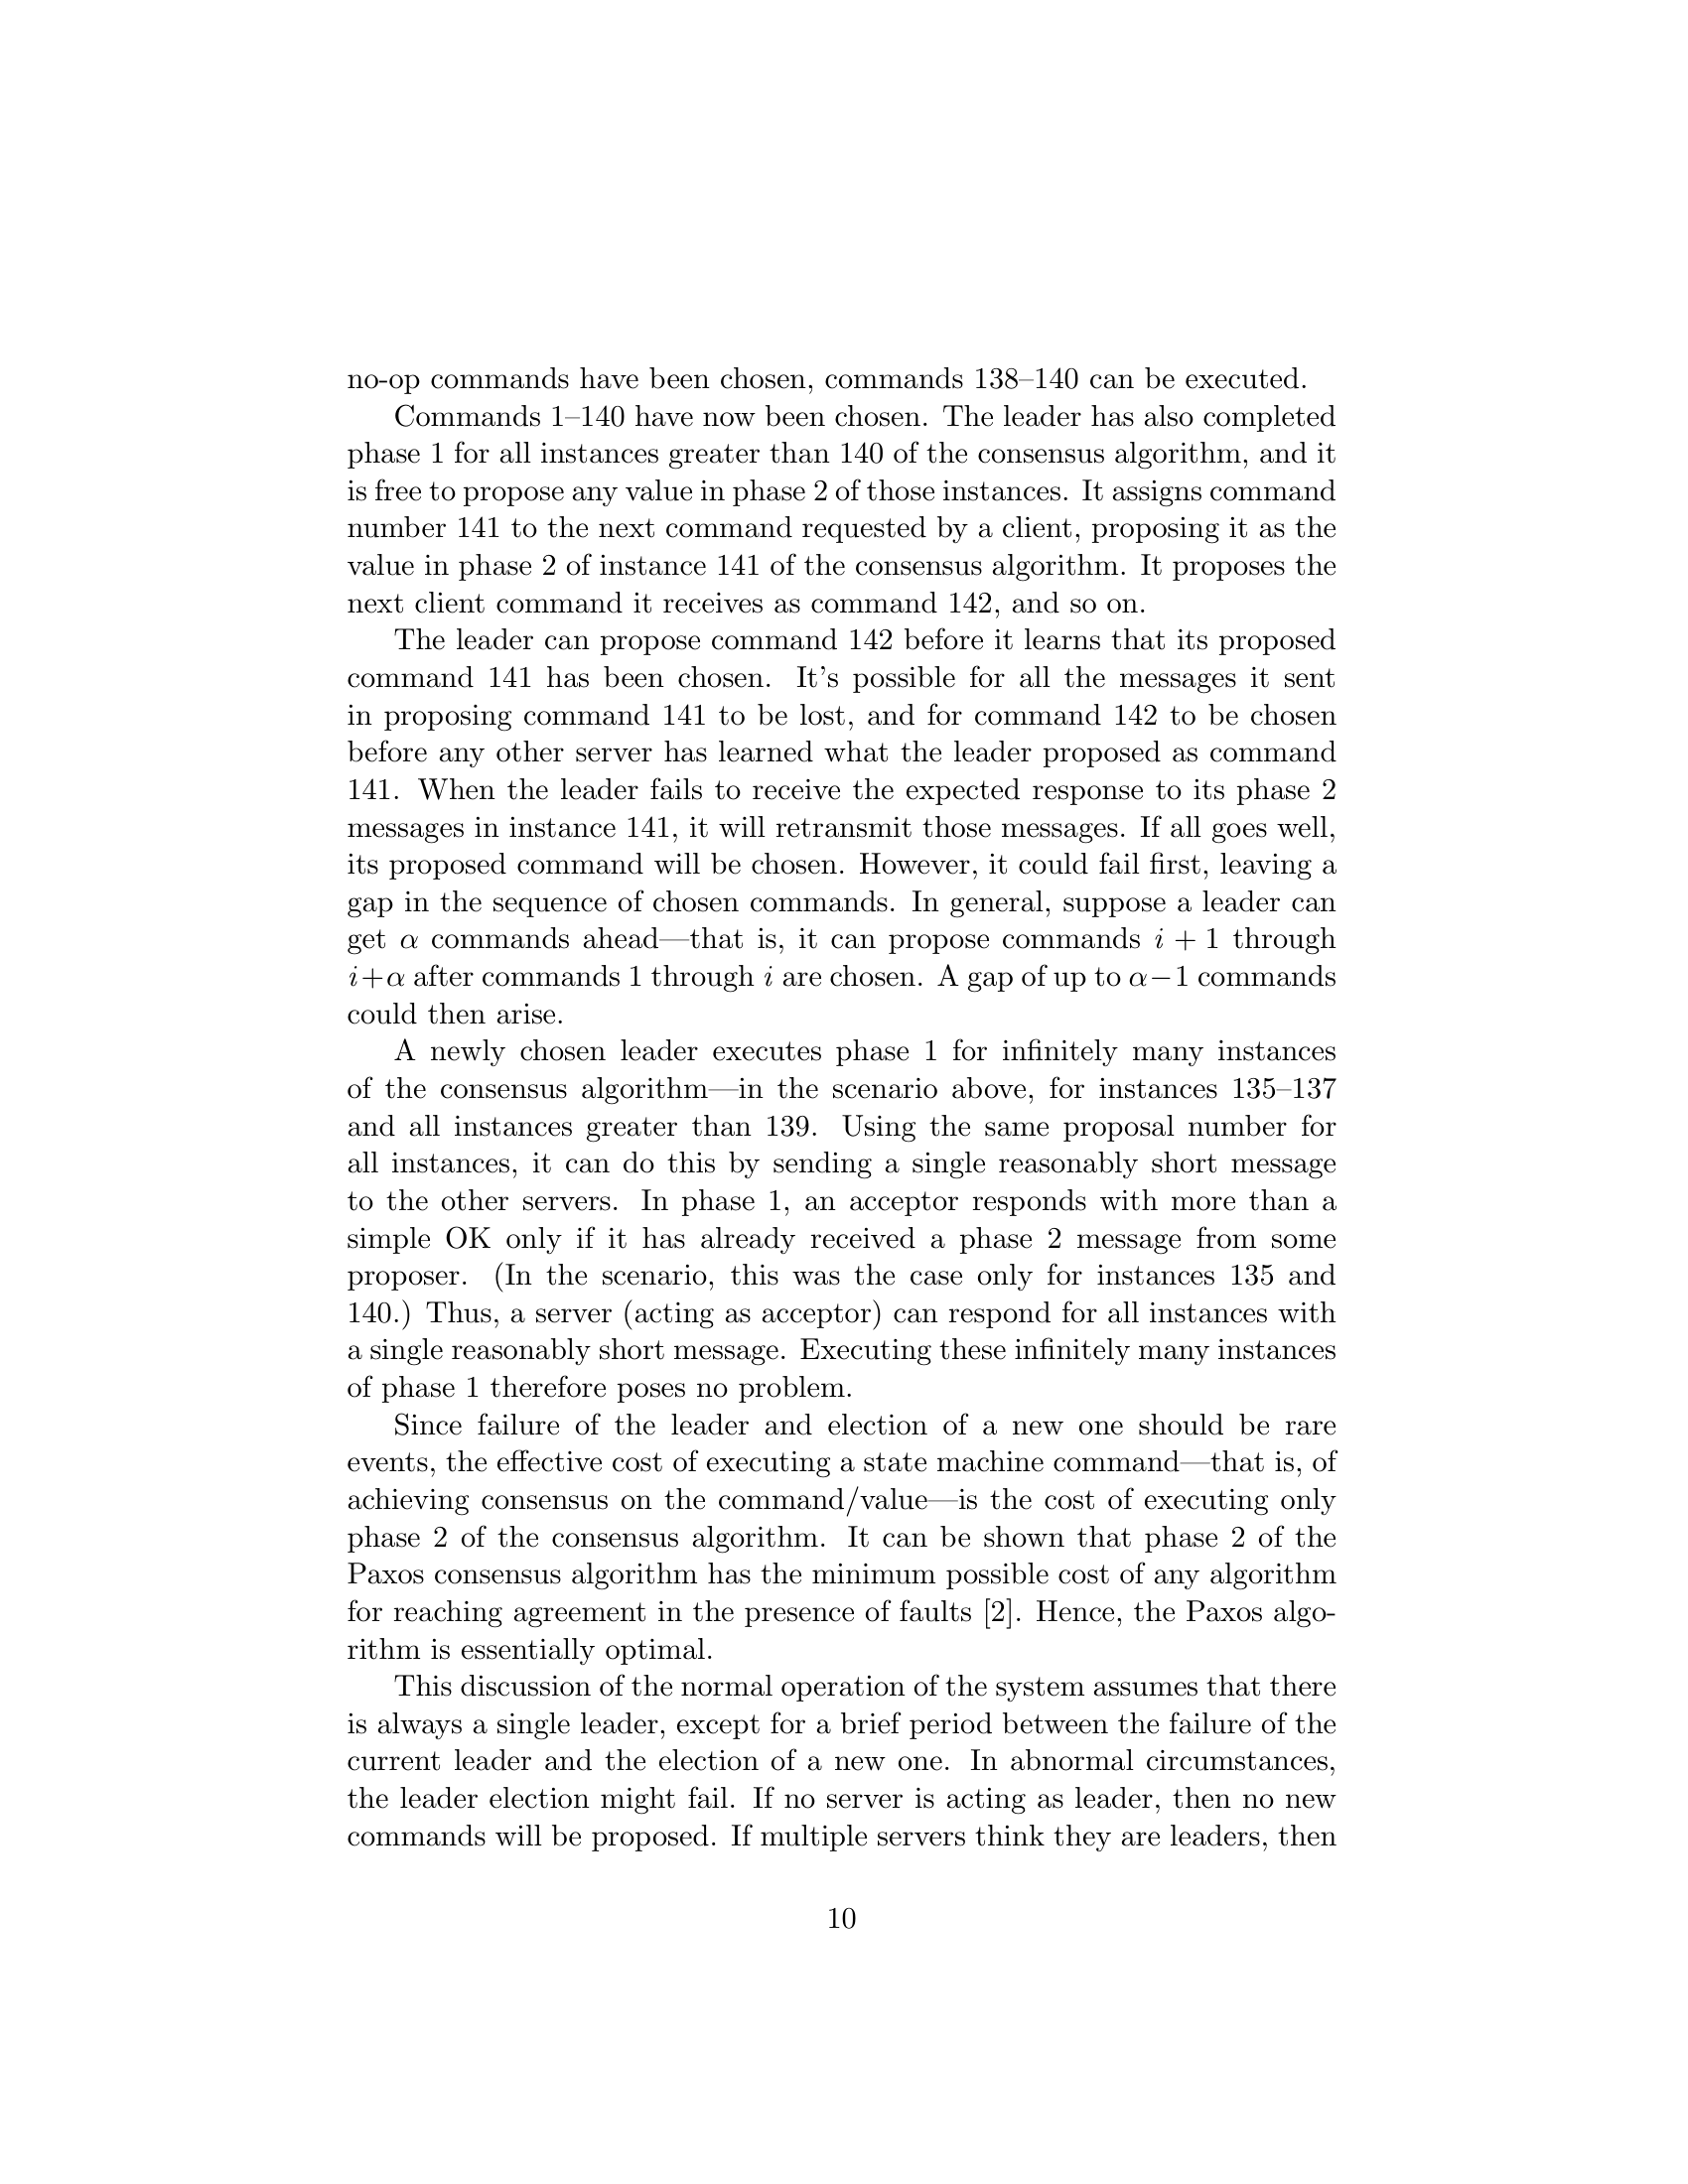 no-op commands have been chosen, commands 138–140 can be executed.
Commands 1–140 have now been chosen. The leader has also completed
phase 1 for all instances greater than 140 of the consensus algorithm, and it
is free to propose any value in phase 2 of those instances. It assigns command
number 141 to the next command requested by a client, proposing it as the
value in phase 2 of instance 141 of the consensus algorithm. It proposes the
next client command it receives as command 142, and so on.
The leader can propose command 142 before it learns that its proposed
command 141 has been chosen. It’s possible for all the messages it sent
in proposing command 141 to be lost, and for command 142 to be chosen
before any other server has learned what the leader proposed as command
141. When the leader fails to receive the expected response to its phase 2
messages in instance 141, it will retransmit those messages. If all goes well,
its proposed command will be chosen. However, it could fail first, leaving a
gap in the sequence of chosen commands. In general, suppose a leader can
get α commands ahead—that is, it can propose commands i + 1 through
i+α after commands 1 through i are chosen. A gap of up to α−1 commands
could then arise.
A newly chosen leader executes phase 1 for infinitely many instances
of the consensus algorithm—in the scenario above, for instances 135–137
and all instances greater than 139. Using the same proposal number for
all instances, it can do this by sending a single reasonably short message
to the other servers. In phase 1, an acceptor responds with more than a
simple OK only if it has already received a phase 2 message from some
proposer. (In the scenario, this was the case only for instances 135 and
140.) Thus, a server (acting as acceptor) can respond for all instances with
a single reasonably short message. Executing these infinitely many instances
of phase 1 therefore poses no problem.
Since failure of the leader and election of a new one should be rare
events, the effective cost of executing a state machine command—that is, of
achieving consensus on the command/value—is the cost of executing only
phase 2 of the consensus algorithm. It can be shown that phase 2 of the
Paxos consensus algorithm has the minimum possible cost of any algorithm
for reaching agreement in the presence of faults [2]. Hence, the Paxos algo-
rithm is essentially optimal.
This discussion of the normal operation of the system assumes that there
is always a single leader, except for a brief period between the failure of the
current leader and the election of a new one. In abnormal circumstances,
the leader election might fail. If no server is acting as leader, then no new
commands will be proposed. If multiple servers think they are leaders, then
10